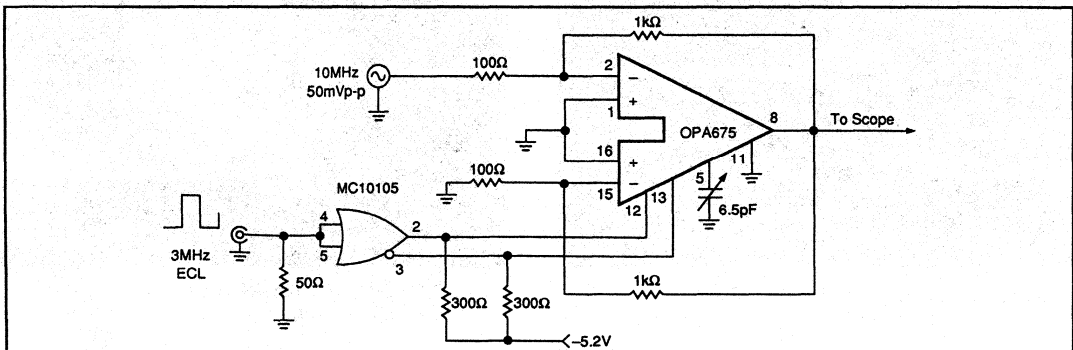 1kΩ
100Ω
10MHz
50mVp-p
2
−
+
1
8
To Scope
OPA675
16
+
−
15
11
5
12
13
6.5pF
100Ω
MC10105
4
5
2
3
3MHz
ECL
50Ω
1kΩ
300Ω
300Ω
−5.2V